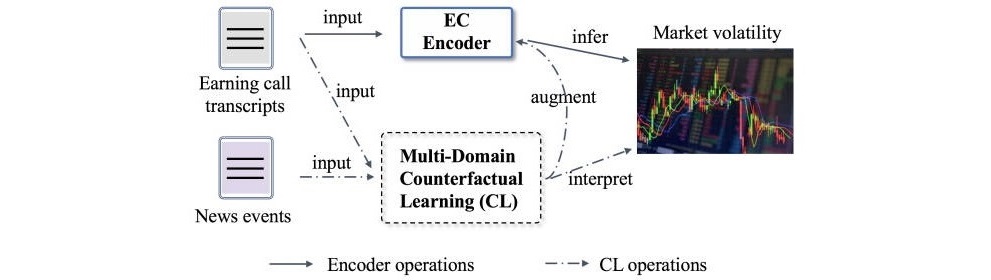 input
EC
Encoder
infer
Market volatility
Earning call
transcripts
input
augment
input
Multi-Domain
Counterfactual
Learning (CL)
interpret
News events
Encoder operations
CL operations